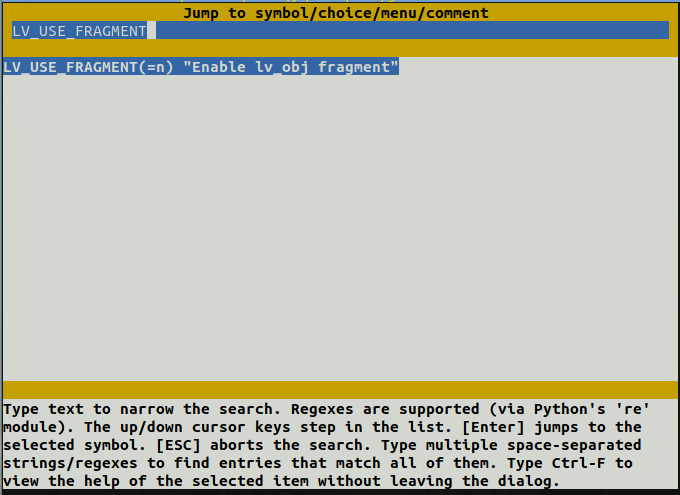 Jump to symbol/choice/menu/comment
LV_USE_FRAGMENT
LV_USE_FRAGMENT(=n) "Enable lv_obj fragment"
Type text to narrow the search. Regexes are supported (via Python's 're'
module). The up/down cursor keys step in the list. [Enter] jumps to the
selected symbol. [ESC] aborts the search. Type multiple space-separated
strings/regexes to find entries that match all of them. Type Ctrl-F to
view the help of the selected item without leaving the dialog.